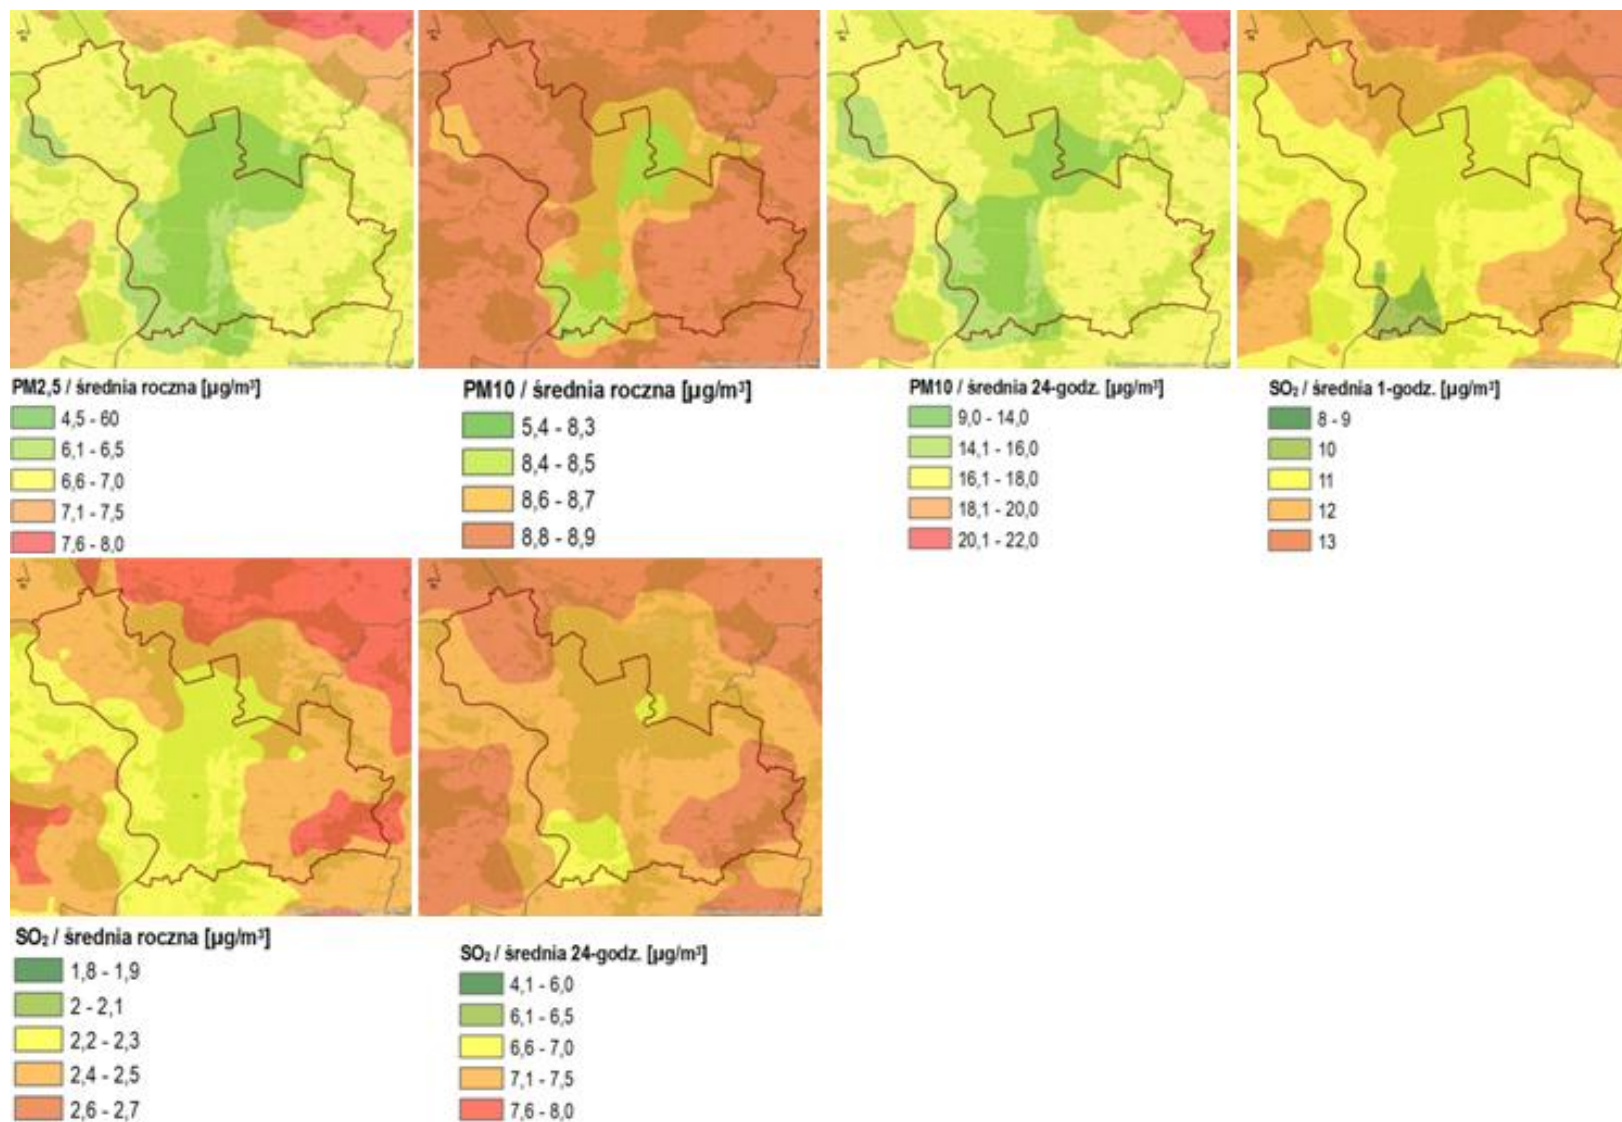 PM2,5 / średnia roczna [µg/m³]
4,5 - 60
6,1 - 6,5
6,6 - 7,0
7,1 - 7,5
7,6 - 8,0
PM10 / średnia roczna [µg/m³]
5,4 - 8,3
8,4 - 8,5
8,6 - 8,7
8,8 - 8,9
PM10 / średnia 24-godz. [µg/m³]
9,0 - 14,0
14,1 - 16,0
16,1 - 18,0
18,1 - 20,0
20,1 - 22,0
SO₂ / średnia 1-godz. [µg/m³]
8 - 9
10
11
12
13
SO₂ / średnia roczna [µg/m³]
1,8 - 1,9
2 - 2,1
2,2 - 2,3
2,4 - 2,5
2,6 - 2,7
SO₂ / średnia 24-godz. [µg/m³]
4,1 - 6,0
6,1 - 6,5
6,6 - 7,0
7,1 - 7,5
7,6 - 8,0